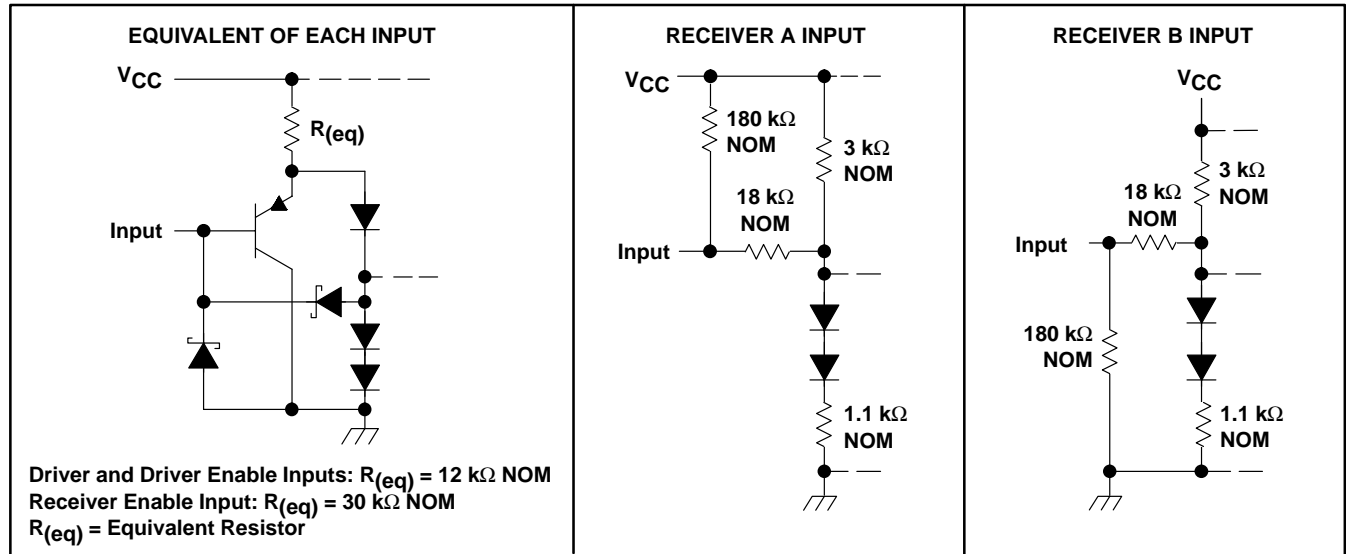 EQUIVALENT OF EACH INPUT
VCC
R(eq)
Input
Driver and Driver Enable Inputs: R(eq) = 12 kΩ NOM
Receiver Enable Input: R(eq) = 30 kΩ NOM
R(eq) = Equivalent Resistor
RECEIVER A INPUT
VCC
180 kΩ
NOM
3 kΩ
NOM
18 kΩ
NOM
Input
1.1 kΩ
NOM
RECEIVER B INPUT
VCC
3 kΩ
NOM
18 kΩ
NOM
Input
180 kΩ
NOM
1.1 kΩ
NOM